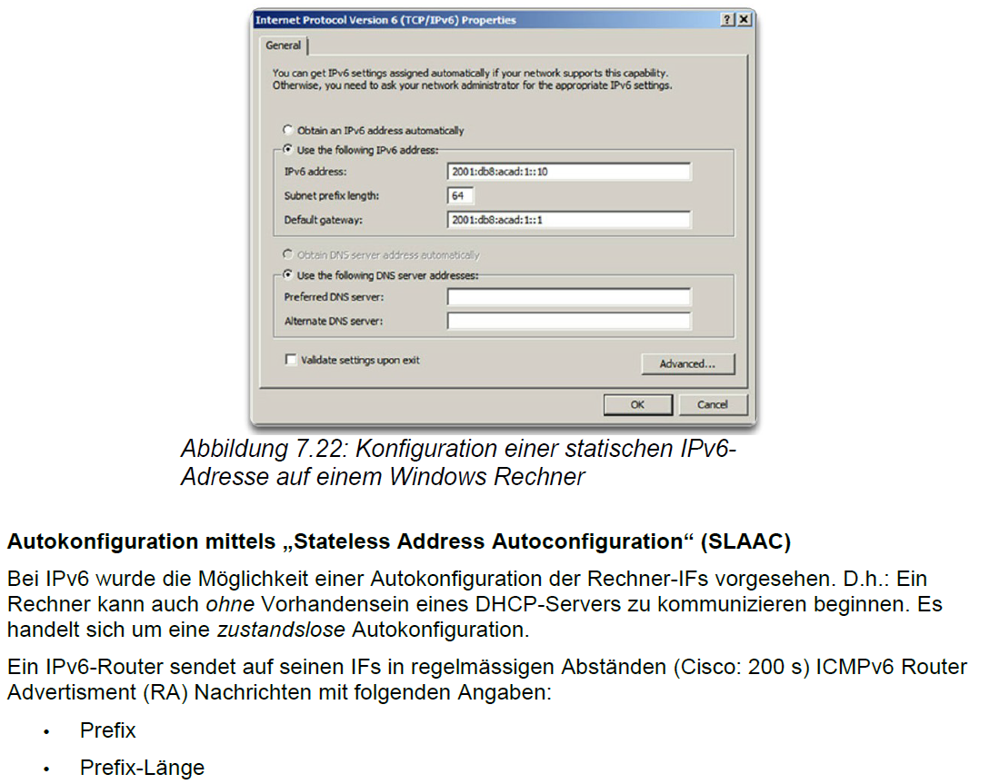 Internet Protocol Version 6 (TCP/IPv6) Properties
General
You can get IPv6 settings assigned automatically if your network supports this capability.
Otherwise, you need to ask your network administrator for the appropriate IPv6 settings.
Obtain an IPv6 address automatically
Use the following IPv6 address:
IPv6 address: 2001:db8:acad:1::10
Subnet prefix length: 64
Default gateway: 2001:db8:acad:1::1
Obtain DNS server address automatically
Use the following DNS server addresses:
Preferred DNS server:
Alternate DNS server:
Validate settings upon exit
Advanced...
OK Cancel
Abbildung 7.22: Konfiguration einer statischen IPv6-
Adresse auf einem Windows Rechner
Autokonfiguration mittels „Stateless Address Autoconfiguration“ (SLAAC)
Bei IPv6 wurde die Möglichkeit einer Autokonfiguration der Rechner-IFs vorgesehen. D.h.: Ein
Rechner kann auch ohne Vorhandensein eines DHCP-Servers zu kommunizieren beginnen. Es
handelt sich um eine zustandslose Autokonfiguration.
Ein IPv6-Router sendet auf seinen IFs in regelmässigen Abständen (Cisco: 200 s) ICMPv6 Router
Advertisment (RA) Nachrichten mit folgenden Angaben:
• Prefix
• Prefix-Länge